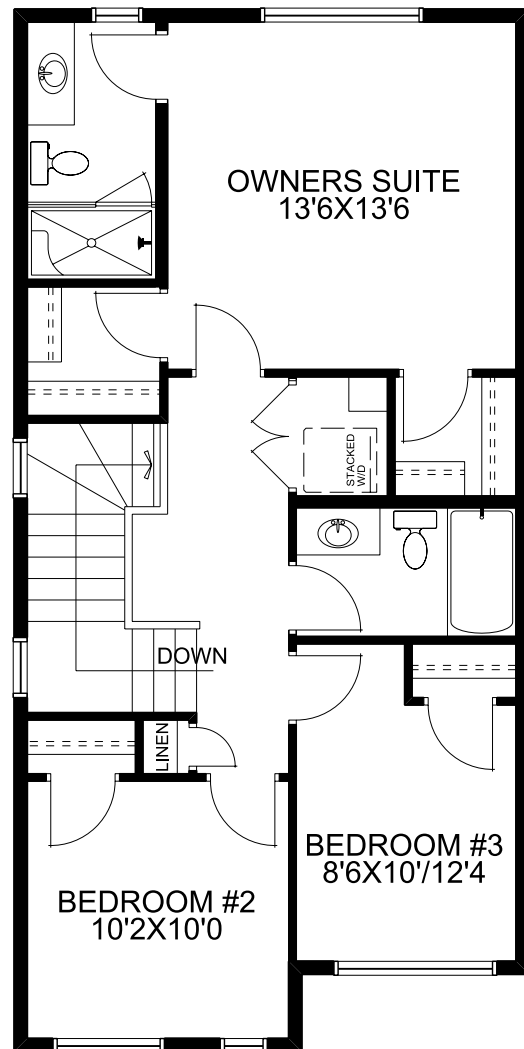 OWNERS SUITE
13'6X13'6
STACKED
W/D
DOWN
LINEN
BEDROOM #3
8'6X10'/12'4
BEDROOM #2
10'2X10'0